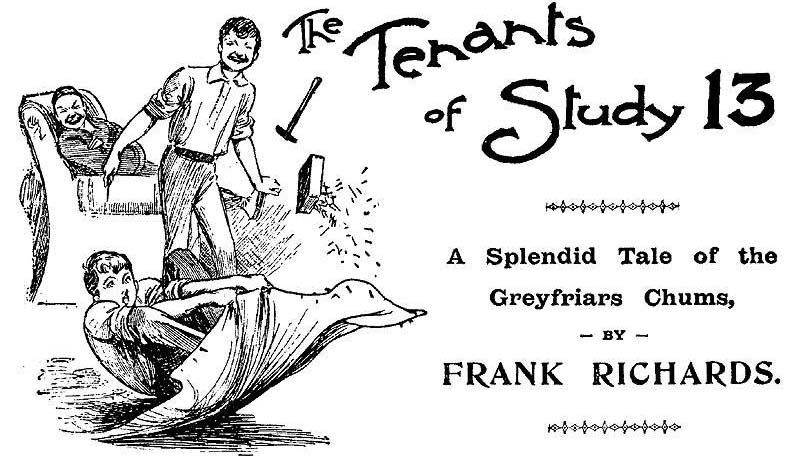 The Tenants
of Study 13
A Splendid Tale of the
Greyfriars Chums,
— BY —
FRANK RICHARDS.